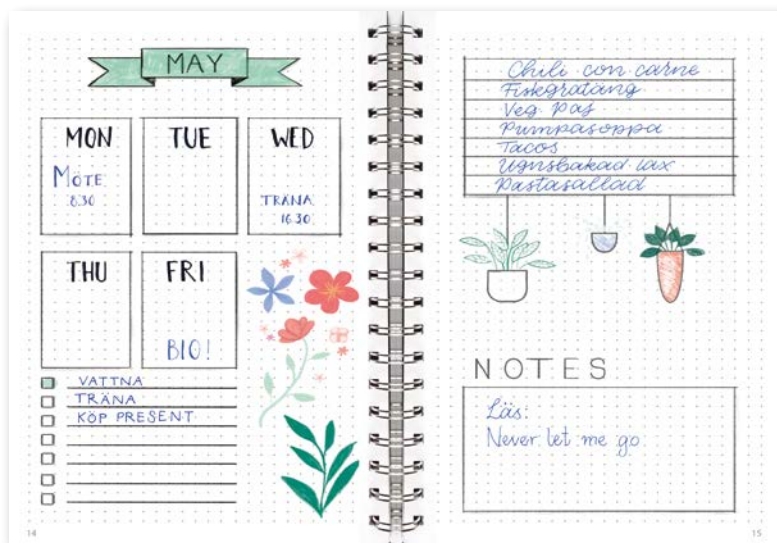 MAY
MON
MÖTE
8.30
TUE
WED
TRÄNA
16.30
THU
FRI
BIO!
VATTNA
TRÄNA
KÖP PRESENT
14
Chili con carne
Fiskgratäng
Veg. Paj
Pumpasoppa
Tacos
Ugnsbakad lax
Pastasallad
NOTES
Läs:
Never let me go
15